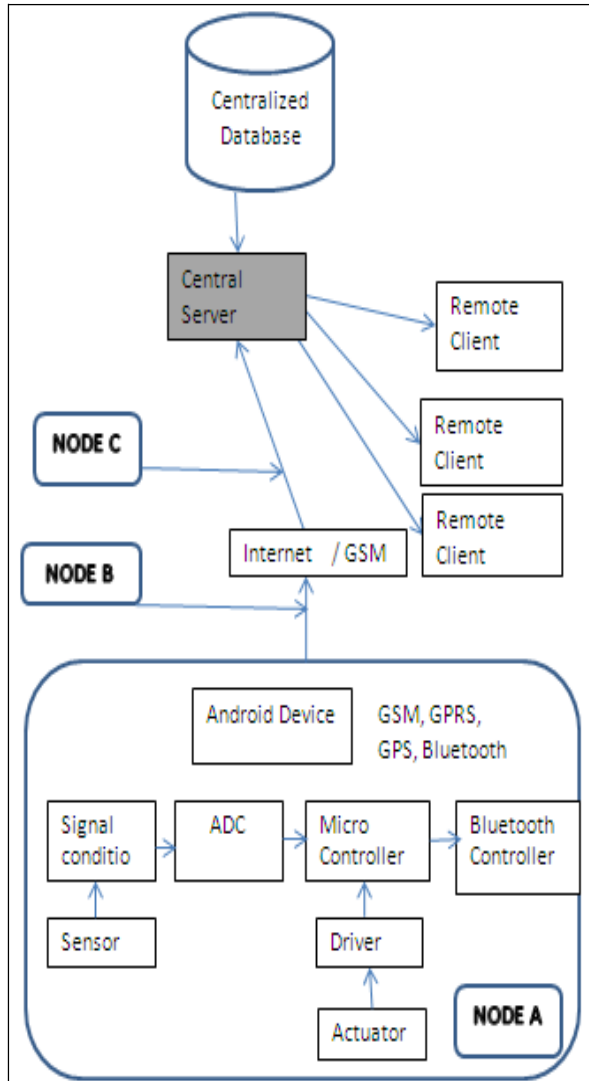 Centralized
Database
Central
Server
Remote
Client
Remote
Client
NODE C
Remote
Client
Internet / GSM
NODE B
Android Device
GSM, GPRS,
GPS, Bluetooth
Signal
conditio
ADC
Micro
Controller
Bluetooth
Controller
Sensor
Driver
Actuator
NODE A